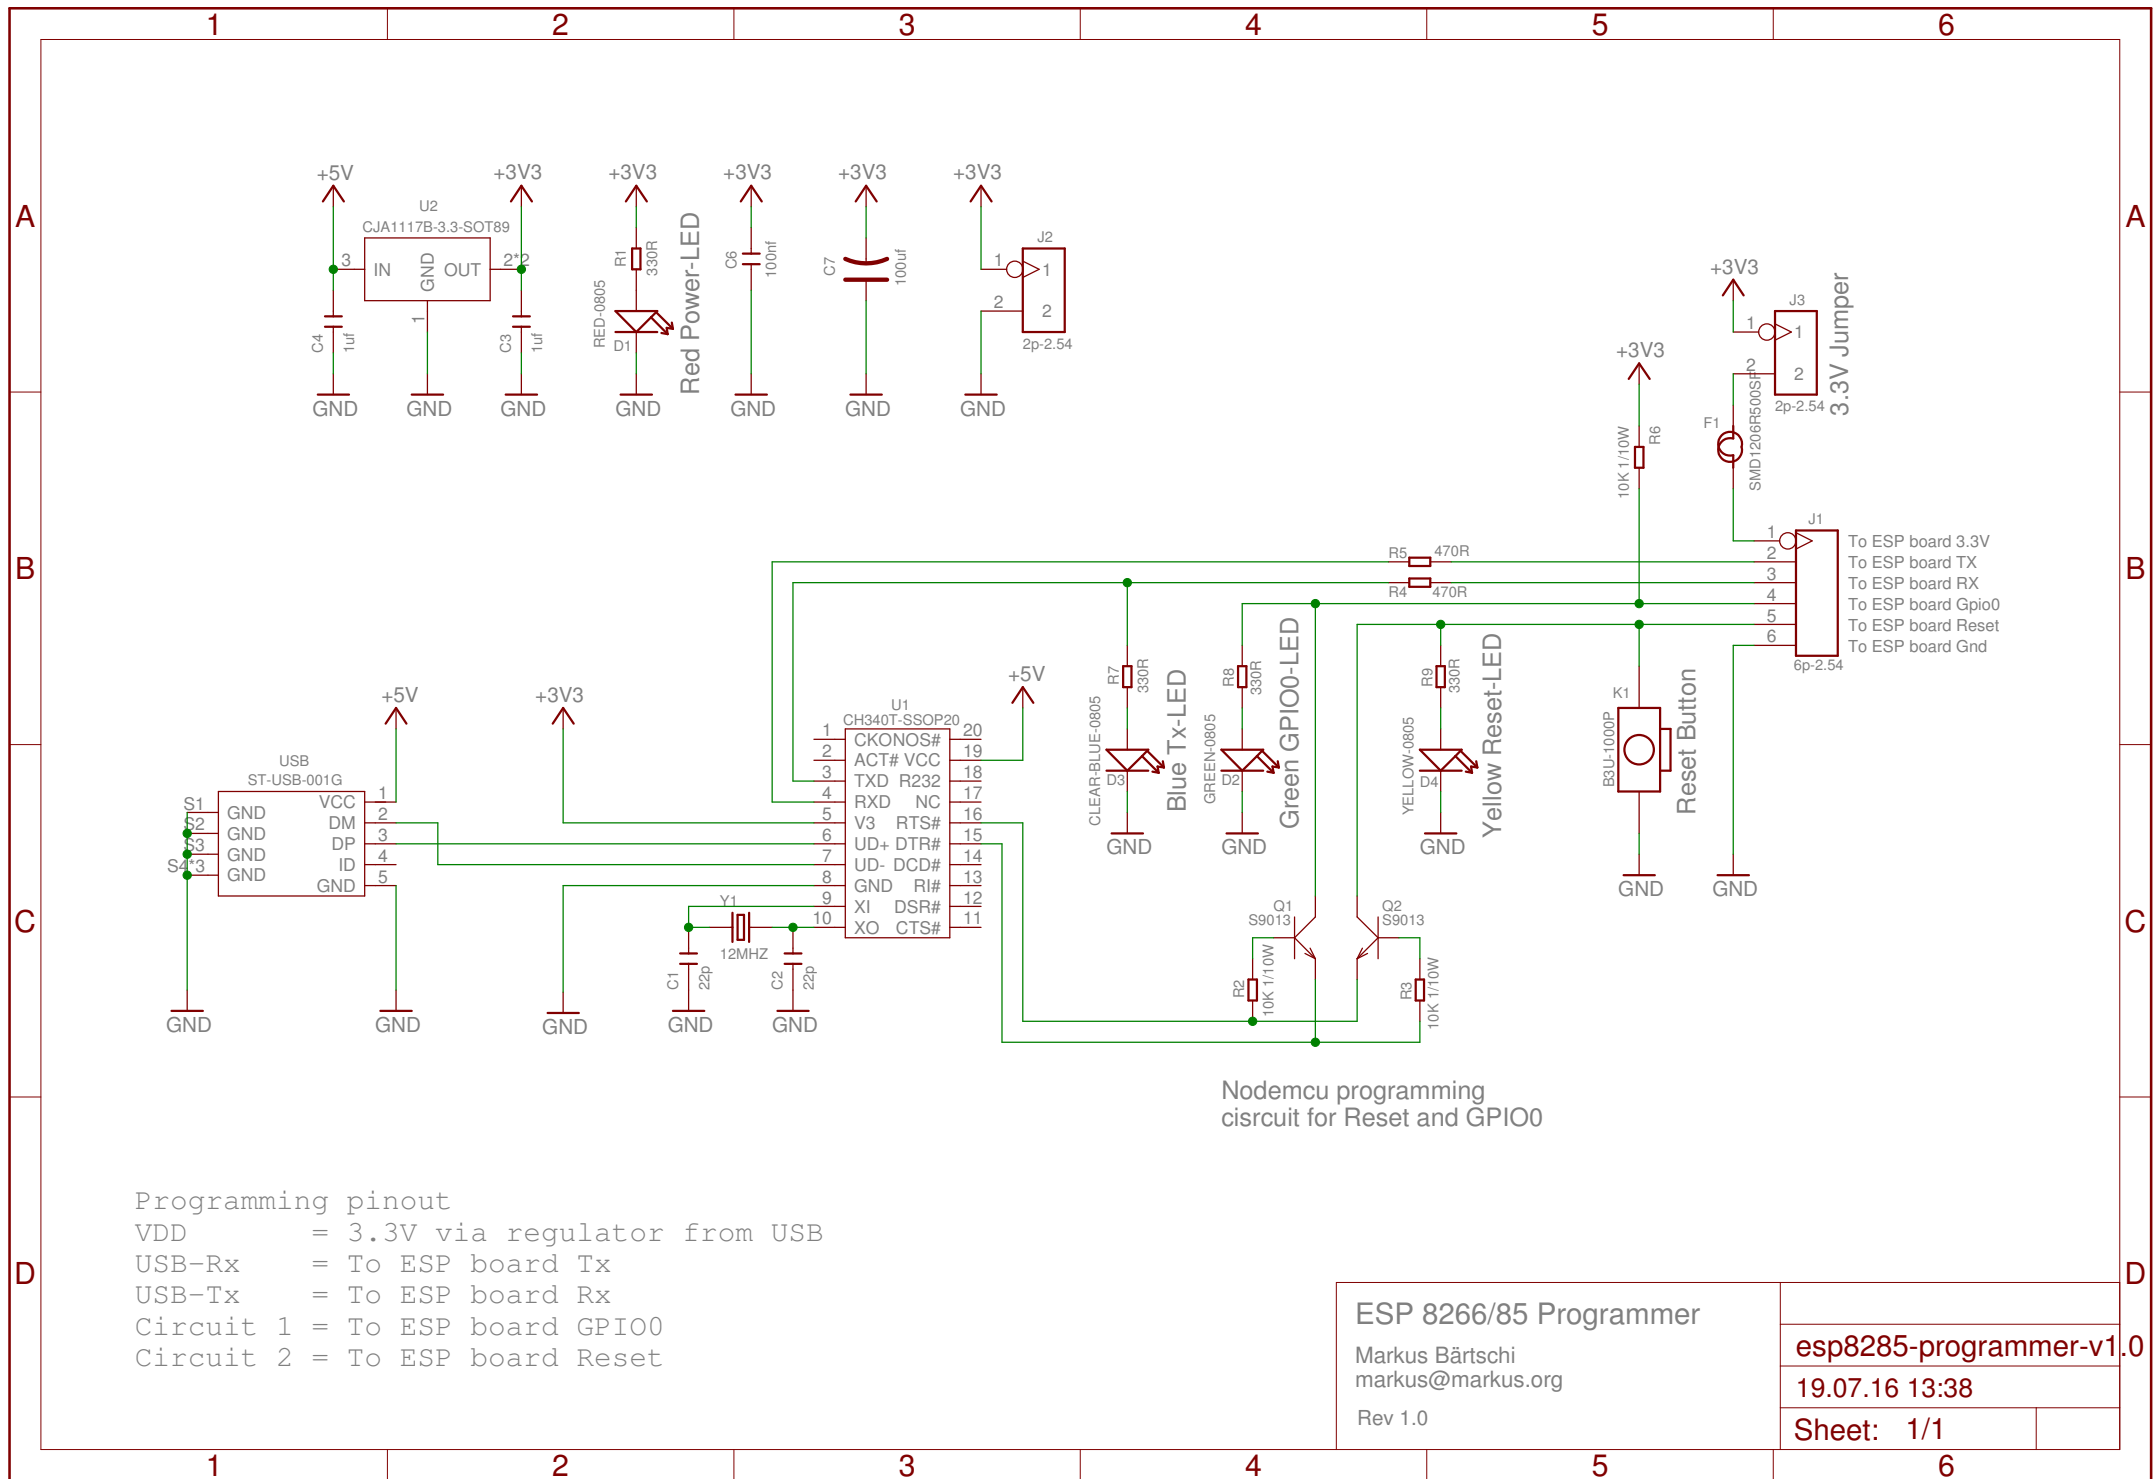 1 2 3 4 5 6
A A
B B
C C
D D
+5V
U2
CJA1117B-3.3-SOT89
3 IN GND OUT 2*2
1
C4 1uf
GND
GND
+3V3
C3 1uf
GND
+3V3
R1 330R
RED-0805
D1
Red Power-LED
GND
+3V3
C6 100nf
GND
+3V3
C7 100uf
GND
+3V3
J2
1 1
2 2
2p-2.54
GND
+3V3
J3
1 1
2 2
2p-2.54
3.3V Jumper
F1
+3V3
10K 1/10W R6
J1
1 To ESP board 3.3V
2 To ESP board TX
3 To ESP board RX
4 To ESP board Gpio0
5 To ESP board Reset
6 To ESP board Gnd
6p-2.54
R5 470R
R4 470R
R7 330R
CLEAR-BLUE-0805
D3
Blue Tx-LED
GND
R8 330R
GREEN-0805
D2
Green GPIO0-LED
GND
R9 330R
YELLOW-0805
D4
Yellow Reset-LED
GND
K1
B3U-1000P
Reset Button
GND
GND
+5V
USB
ST-USB-001G
S1 GND VCC 1
S2 GND DM 2
S3 GND DP 3
S4*3 GND ID 4
GND 5
GND
GND
+3V3
GND
U1
CH340T-SSOP20
1 CKO NOS# 20
2 ACT# VCC 19
3 TXD R232 18
4 RXD NC 17
5 V3 RTS# 16
6 UD+ DTR# 15
7 UD- DCD# 14
8 GND RI# 13
9 XI DSR# 12
10 XO CTS# 11
+5V
Y1
12MHZ
C1 22p
GND
C2 22p
GND
Q1
S9013
Q2
S9013
R2 10K 1/10W
R3 10K 1/10W
Nodemcu programming
cisrcuit for Reset and GPIO0
Programming pinout
VDD = 3.3V via regulator from USB
USB-Rx = To ESP board Tx
USB-Tx = To ESP board Rx
Circuit 1 = To ESP board GPIO0
Circuit 2 = To ESP board Reset
ESP 8266/85 Programmer
Markus Bärtschi
markus@markus.org
Rev 1.0
esp8285-programmer-v1.0
19.07.16 13:38
Sheet: 1/1
1 2 3 4 5 6